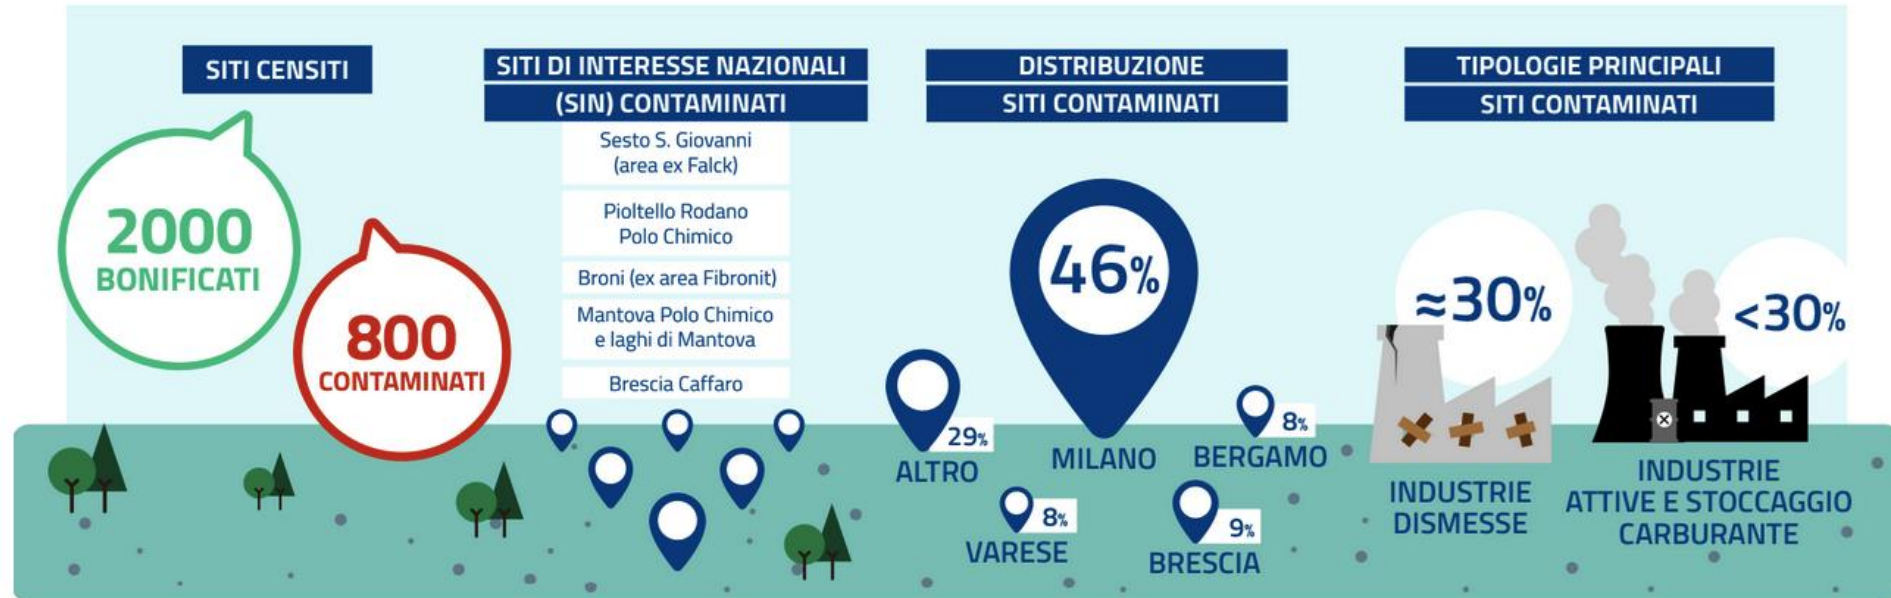 SITI CENSITI
2000
BONIFICATI
800
CONTAMINATI
SITI DI INTERESSE NAZIONALI
(SIN) CONTAMINATI
Sesto S. Giovanni
(area ex Falck)
Pioltello Rodano
Polo Chimico
Broni (ex area Fibronit)
Mantova Polo Chimico
e laghi di Mantova
Brescia Caffaro
DISTRIBUZIONE
SITI CONTAMINATI
46%
MILANO
29%
ALTRO
8%
BERGAMO
8%
VARESE
9%
BRESCIA
TIPOLOGIE PRINCIPALI
SITI CONTAMINATI
≈30%
INDUSTRIE
DISMESSE
<30%
INDUSTRIE
ATTIVE E STOCCAGGIO
CARBURANTE